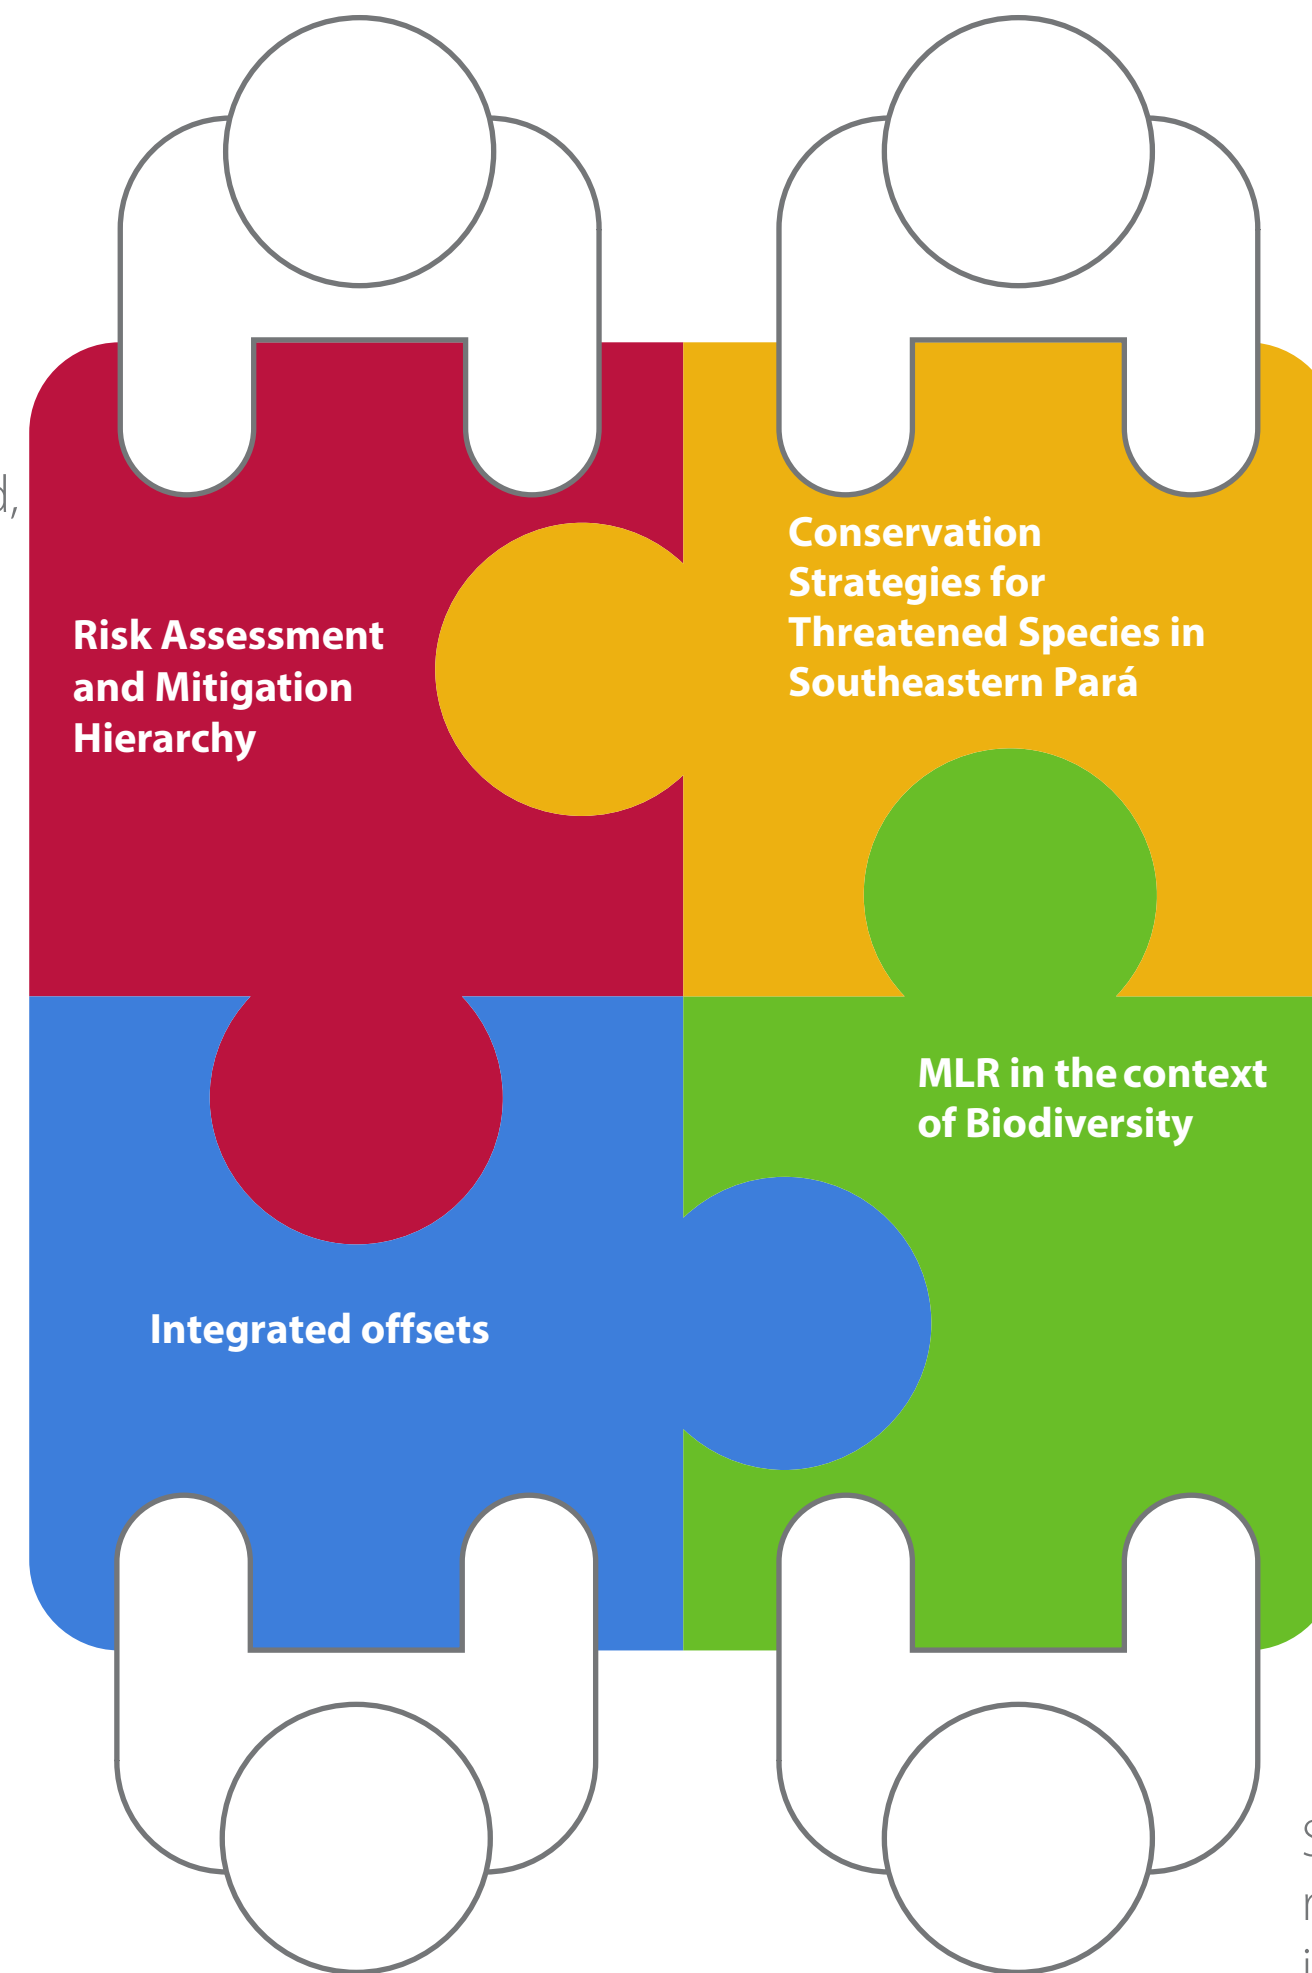 Risk Assessment
and Mitigation
Hierarchy
Conservation
Strategies for
Threatened Species in
Southeastern Pará
MLR in the context
of Biodiversity
Integrated offsets